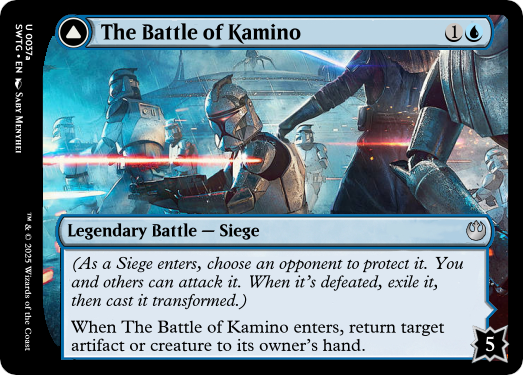 The Battle of Kamino
1
Legendary Battle — Siege
(As a Siege enters, choose an opponent to protect it. You
and others can attack it. When it's defeated, exile it,
then cast it transformed.)
When The Battle of Kamino enters, return target
artifact or creature to its owner's hand.
5
U 0037a
SWTG • EN SABY MENYHEI
™ & © 2025 Wizards of the Coast